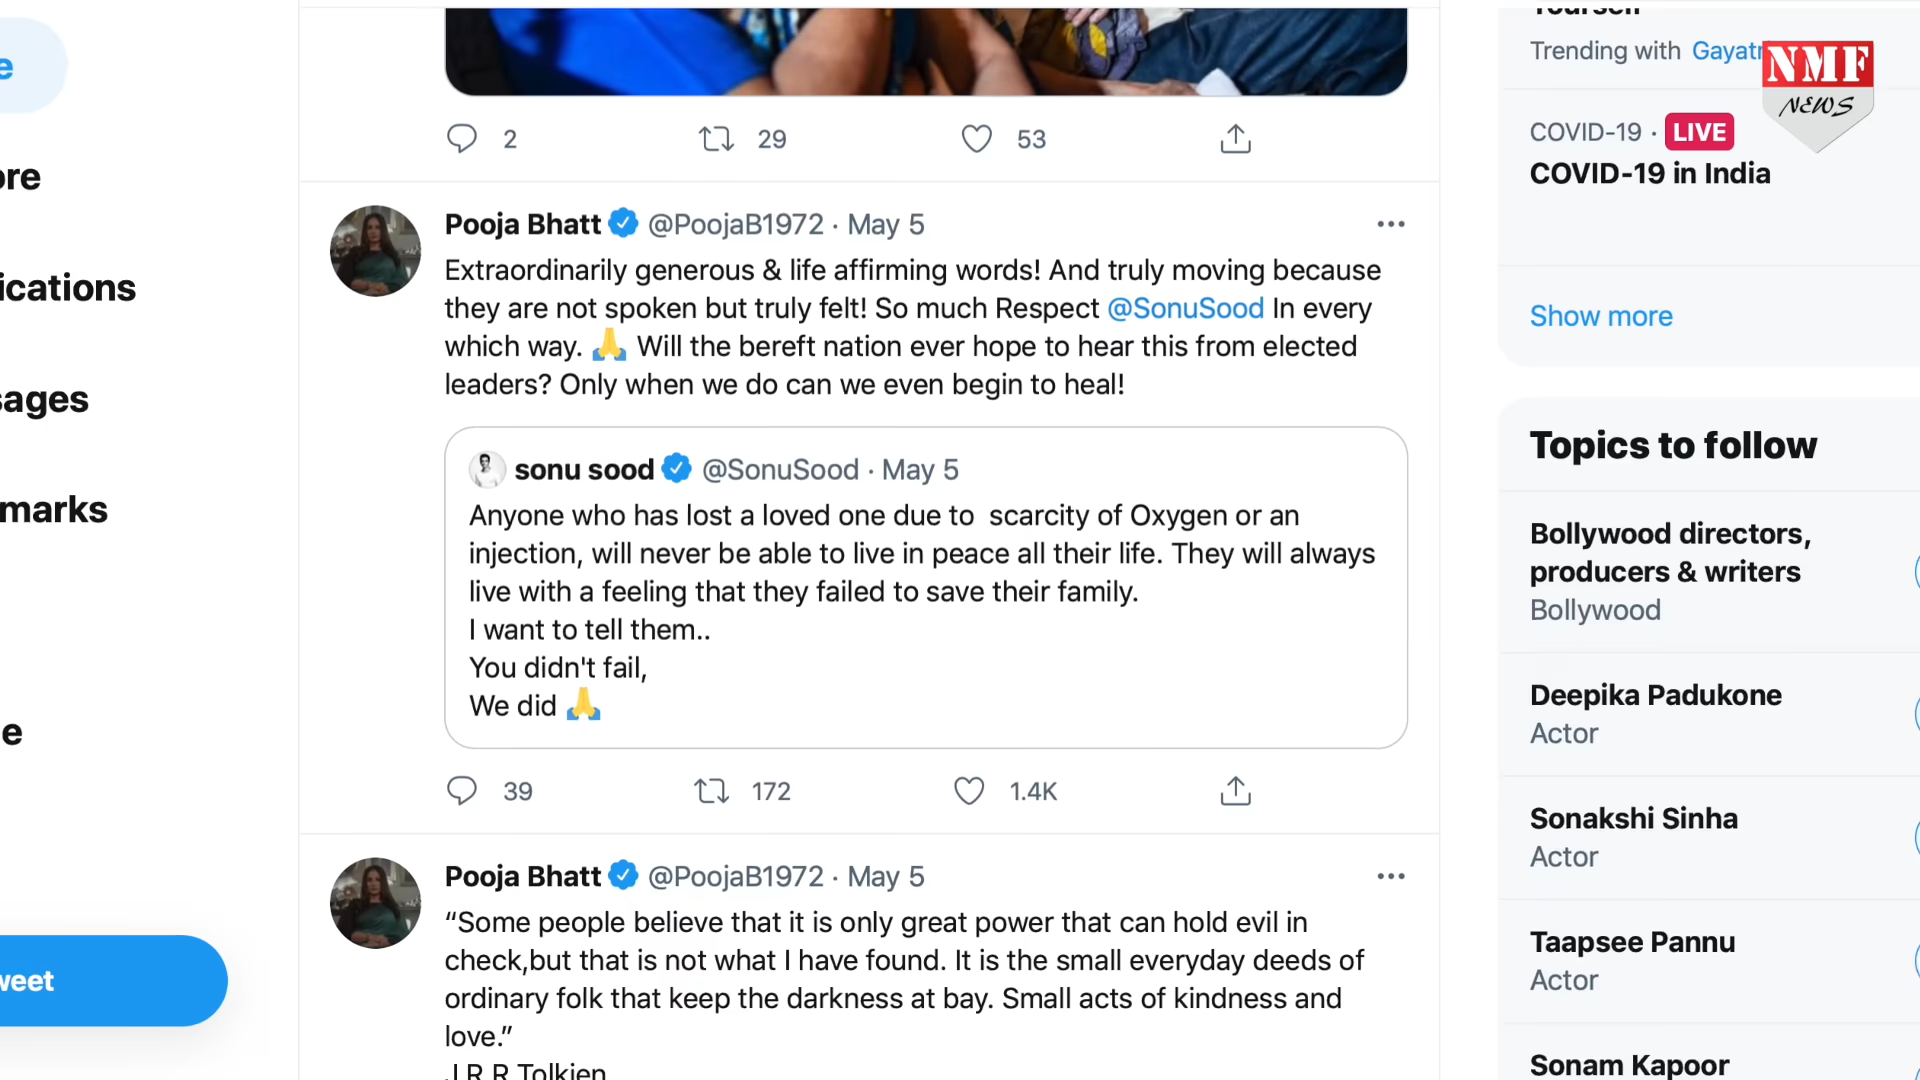 e
ore
ications
sages
marks
e
weet
2
29
53
Pooja Bhatt @PoojaB1972 · May 5
Extraordinarily generous & life affirming words! And truly moving because
they are not spoken but truly felt! So much Respect @SonuSood In every
which way. 🙏 Will the bereft nation ever hope to hear this from elected
leaders? Only when we do can we even begin to heal!
sonu sood @SonuSood · May 5
Anyone who has lost a loved one due to  scarcity of Oxygen or an
injection, will never be able to live in peace all their life. They will always
live with a feeling that they failed to save their family.
I want to tell them..
You didn't fail,
We did 🙏
39
172
1.4K
Pooja Bhatt @PoojaB1972 · May 5
“Some people believe that it is only great power that can hold evil in
check,but that is not what I have found. It is the small everyday deeds of
ordinary folk that keep the darkness at bay. Small acts of kindness and
love.”
J.R.R.Tolkien
Yourself
Trending with Gayatr
NMF
NEWS
COVID-19 · LIVE
COVID-19 in India
Show more
Topics to follow
Bollywood directors,
producers & writers
Bollywood
Deepika Padukone
Actor
Sonakshi Sinha
Actor
Taapsee Pannu
Actor
Sonam Kapoor